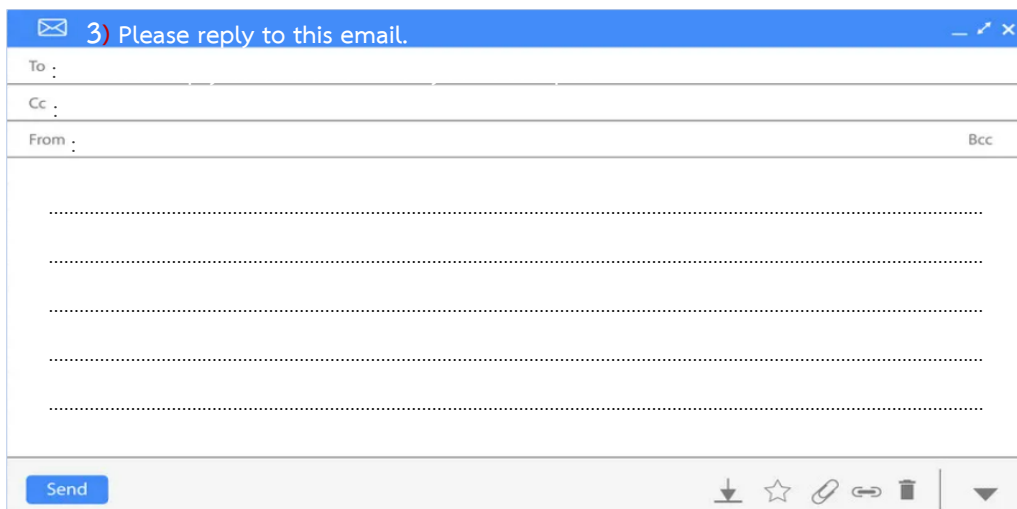 3) Please reply to this email.
To :
Cc :
From :
Bcc
Send